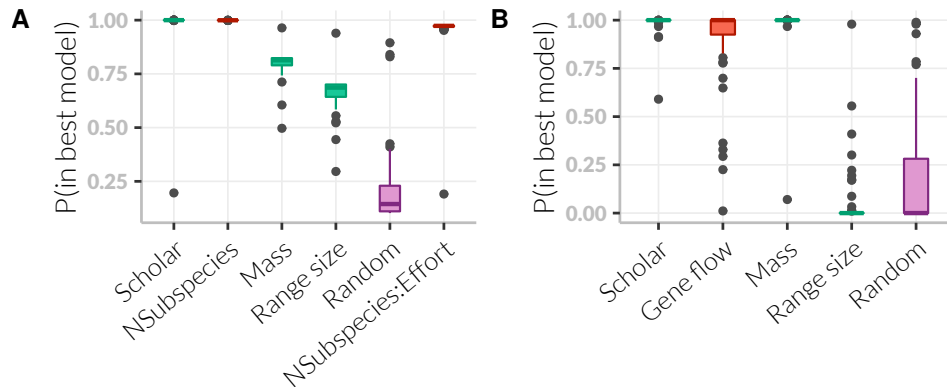 A
P(in best model)
1.00
0.75
0.50
0.25
Scholar
NSubspecies
Mass
Range size
Random
NSubspecies:Effort
B
P(in best model)
1.00
0.75
0.50
0.25
0.00
Scholar
Gene flow
Mass
Range size
Random